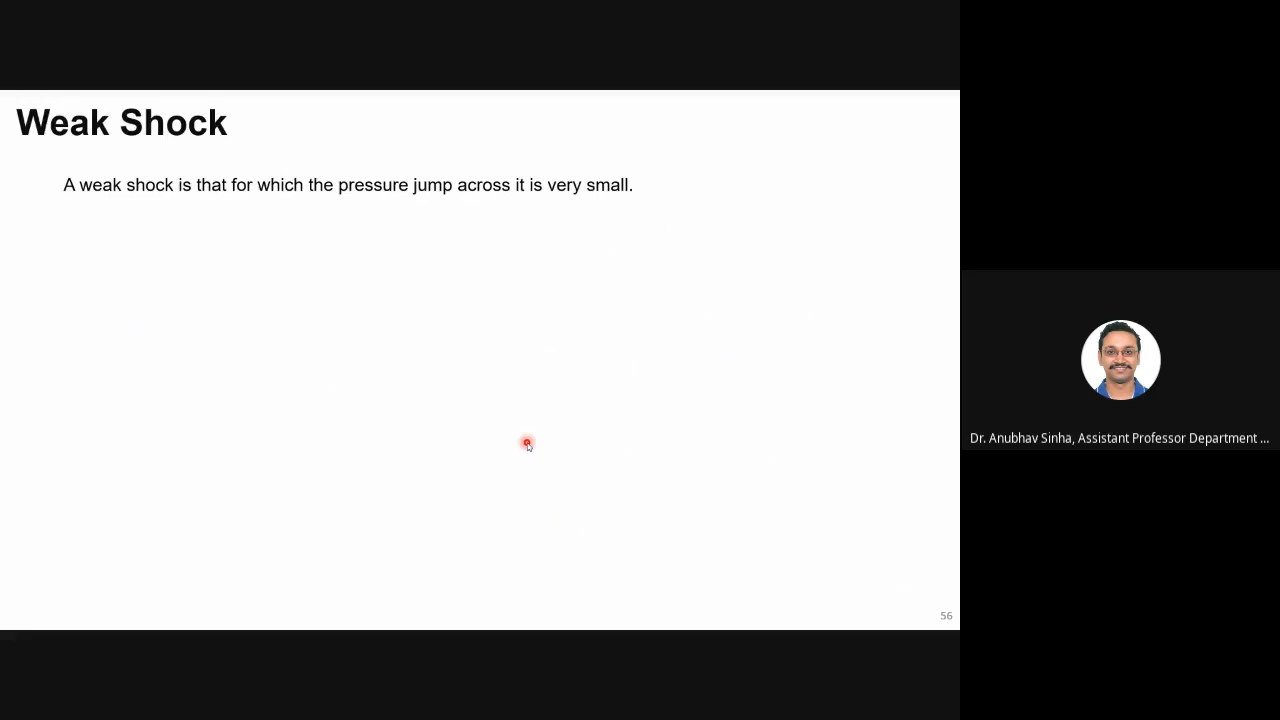 Weak Shock
A weak shock is that for which the pressure jump across it is very small.
Dr. Anubhav Sinha, Assistant Professor Department ...
56